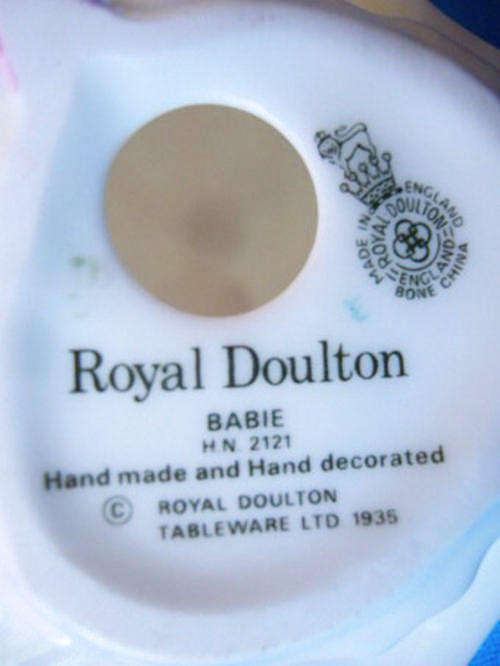 MADE IN ENGLAND
ROYAL DOULTON
ENGLAND
BONE CHINA
Royal Doulton
BABIE
H.N. 2121
Hand made and Hand decorated
© ROYAL DOULTON
TABLEWARE LTD 1935